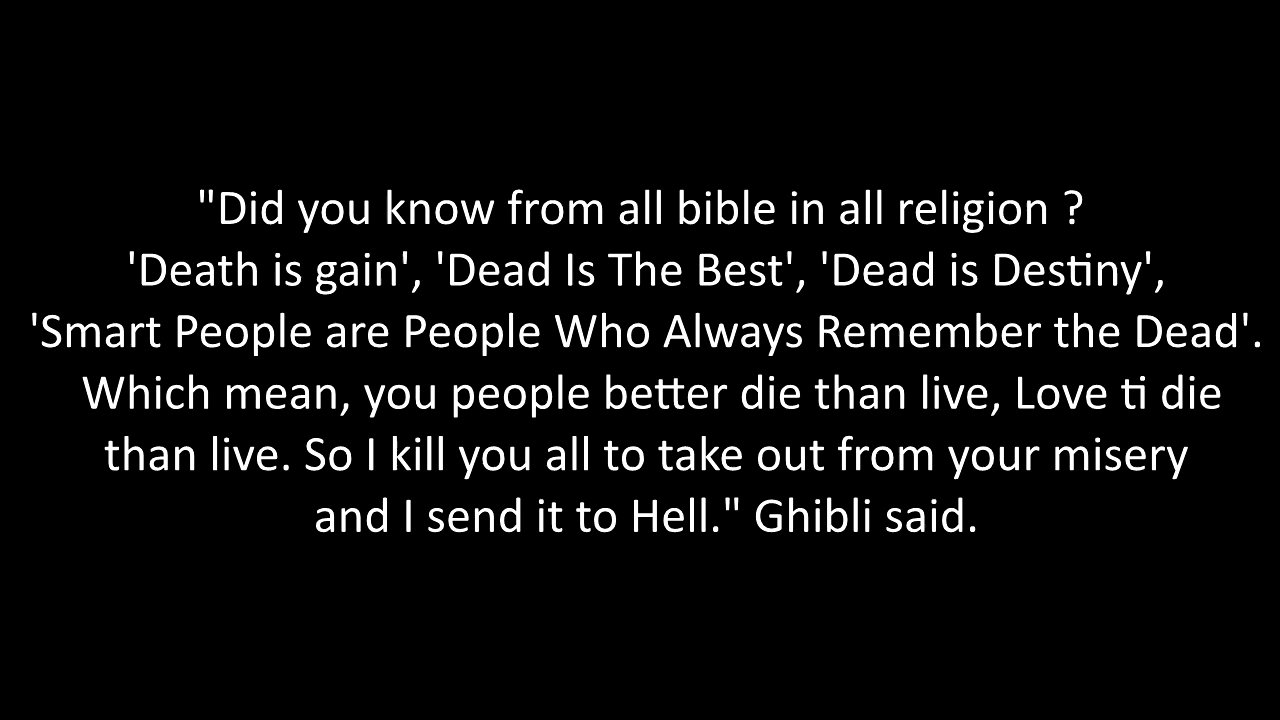 "Did you know from all bible in all religion ?
'Death is gain', 'Dead Is The Best', 'Dead is Destiny',
'Smart People are People Who Always Remember the Dead'.
Which mean, you people better die than live, Love ti die
than live. So I kill you all to take out from your misery
and I send it to Hell." Ghibli said.